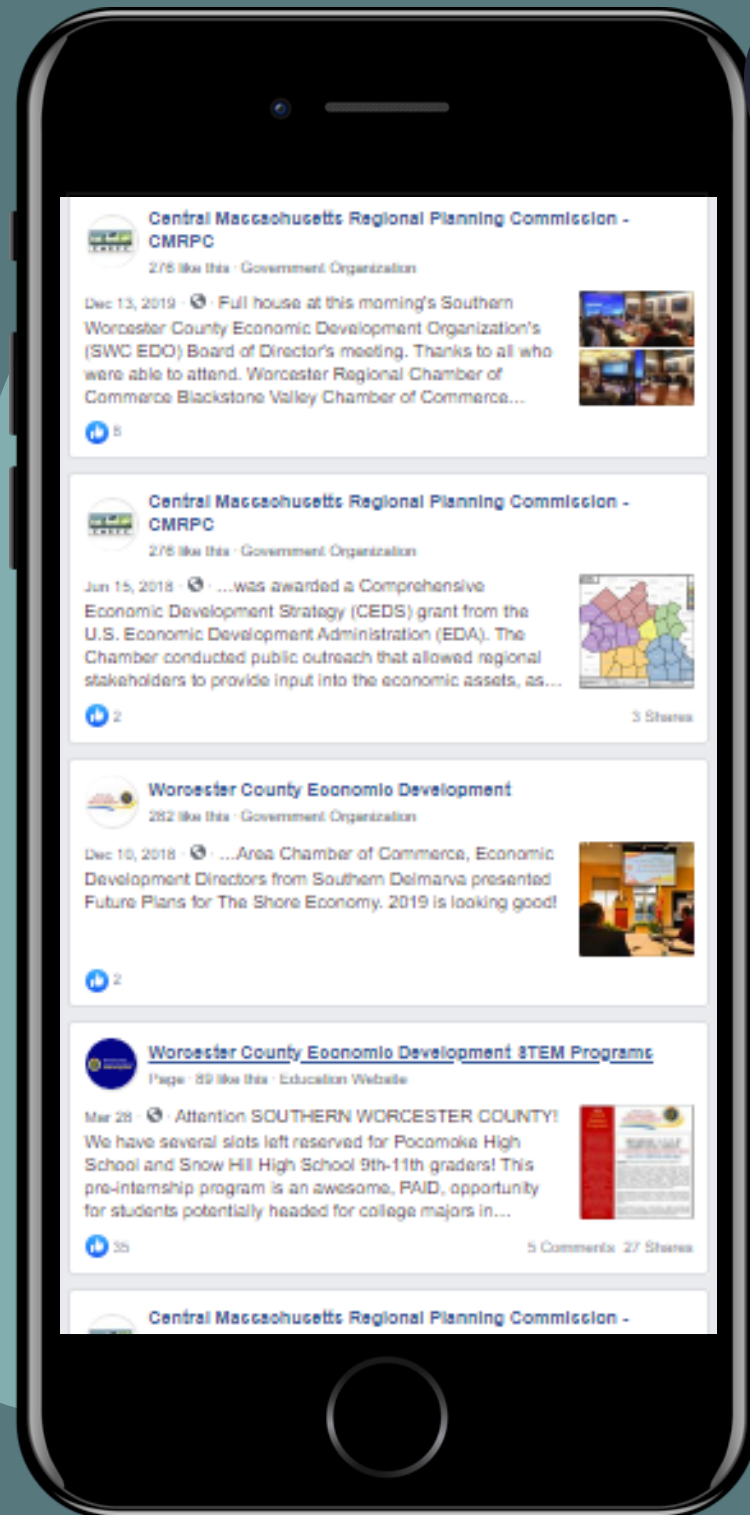 Central Massachusetts Regional Planning Commission -
CMRPC
276 like this · Government Organization
Dec 13, 2019 · Full house at this morning's Southern
Worcester County Economic Development Organization's
(SWC EDO) Board of Director's meeting. Thanks to all who
were able to attend. Worcester Regional Chamber of
Commerce Blackstone Valley Chamber of Commerce...
8
Central Massachusetts Regional Planning Commission -
CMRPC
276 like this · Government Organization
Jun 15, 2018 · ...was awarded a Comprehensive
Economic Development Strategy (CEDS) grant from the
U.S. Economic Development Administration (EDA). The
Chamber conducted public outreach that allowed regional
stakeholders to provide input into the economic assets, as...
2
3 Shares
Worcester County Economic Development
282 like this · Government Organization
Dec 10, 2018 · ...Area Chamber of Commerce, Economic
Development Directors from Southern Delmarva presented
Future Plans for The Shore Economy. 2019 is looking good!
2
Worcester County Economic Development STEM Programs
Page · 89 like this · Education Website
Mar 28 · Attention SOUTHERN WORCESTER COUNTY!
We have several slots left reserved for Pocomoke High
School and Snow Hill High School 9th-11th graders! This
pre-internship program is an awesome, PAID, opportunity
for students potentially headed for college majors in...
35
5 Comments 27 Shares
Central Massachusetts Regional Planning Commission -